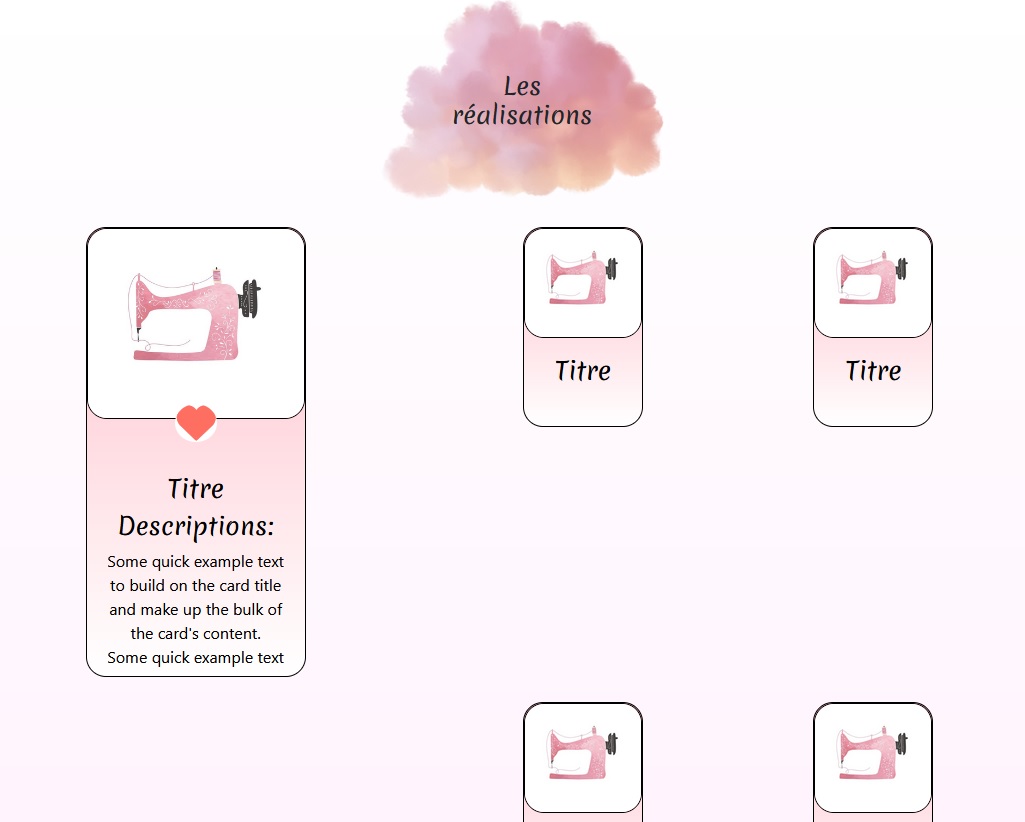 Les
réalisations
Titre
Descriptions:
Some quick example text
to build on the card title
and make up the bulk of
the card's content.
Some quick example text
Titre
Titre